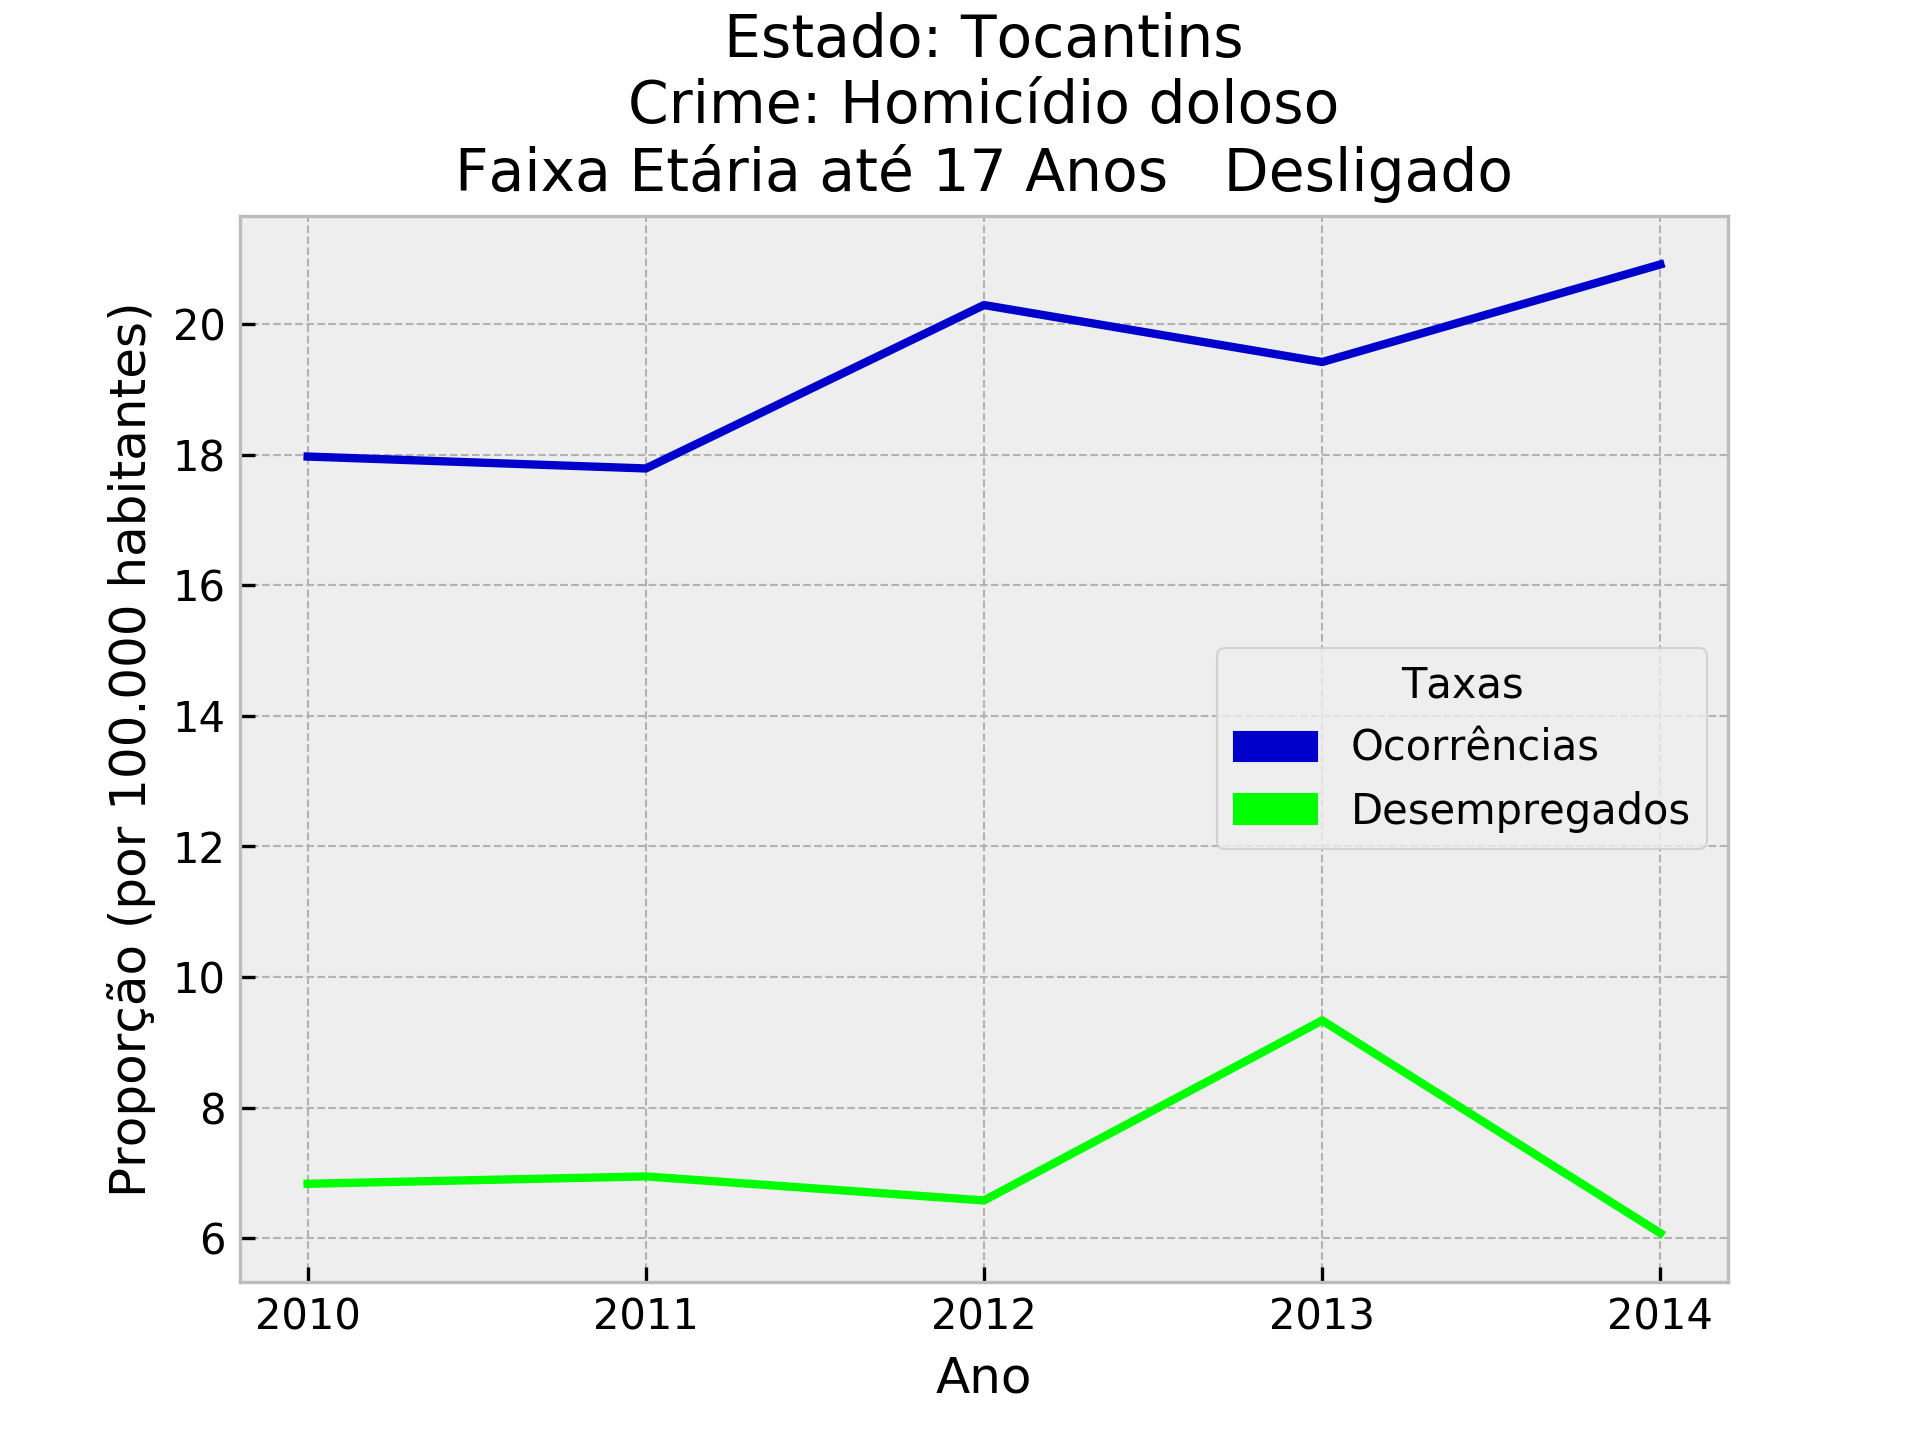 Estado: Tocantins
Crime: Homicídio doloso
Faixa Etária até 17 Anos   Desligado
Proporção (por 100.000 habitantes)
20
18
16
14
12
10
8
6
Taxas
Ocorrências
Desempregados
2010 2011 2012 2013 2014
Ano